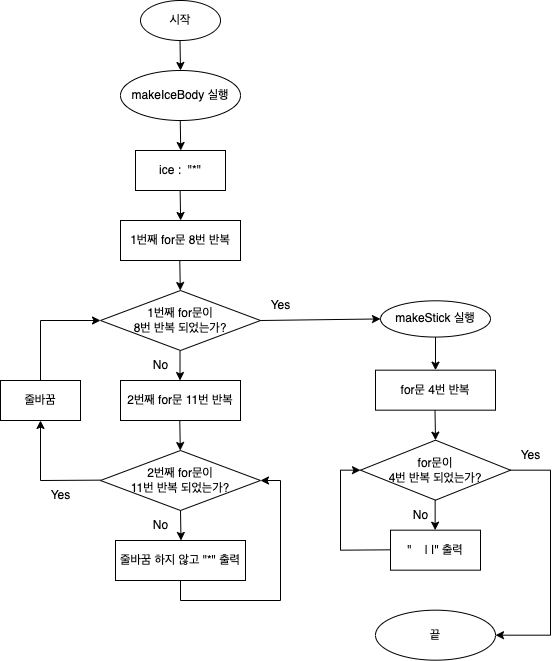 시작
makeIceBody 실행
ice :  "*"
1번째 for문 8번 반복
1번째 for문이
8번 반복 되었는가?
Yes
No
줄바꿈
2번째 for문 11번 반복
2번째 for문이
11번 반복 되었는가?
Yes
No
줄바꿈 하지 않고 "*" 출력
makeStick 실행
for문 4번 반복
for문이
4번 반복 되었는가?
Yes
No
"    ㅣㅣ" 출력
끝